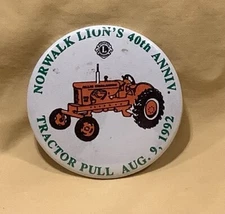 NORWALK LION'S 40th ANNIV.
L
TRACTOR PULL AUG. 9, 1992